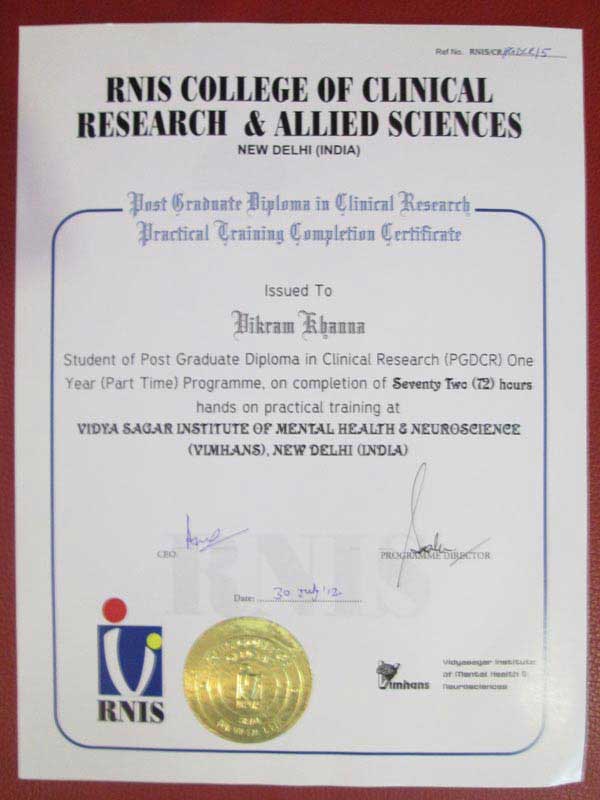 Ref No. RNIS/CR/PGDCR/5
RNIS COLLEGE OF CLINICAL
RESEARCH & ALLIED SCIENCES
NEW DELHI (INDIA)
Post Graduate Diploma in Clinical Research
Practical Training Completion Certificate
Issued To
Vikram Khanna
Student of Post Graduate Diploma in Clinical Research (PGDCR) One
Year (Part Time) Programme, on completion of Seventy Two (72) hours
hands on practical training at
VIDYA SAGAR INSTITUTE OF MENTAL HEALTH & NEUROSCIENCE
(VIMHANS), NEW DELHI (INDIA)
RNIS
CEO
PROGRAMME DIRECTOR
Date: 30 July '12
RNIS
Vimhans
Vidyasagar Institute
of Mental Health &
Neurosciences